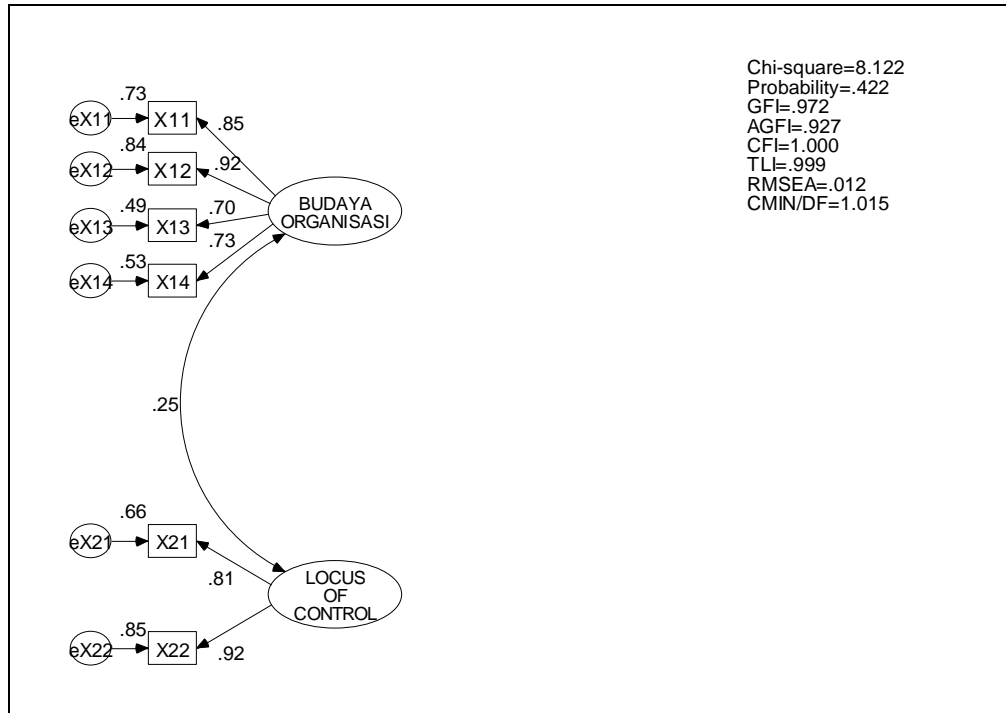 Chi-square=8.122
Probability=.422
GFI=.972
AGFI=.927
CFI=1.000
TLI=.999
RMSEA=.012
CMIN/DF=1.015
.73
eX11
X11
.85
.84
eX12
X12
.92
.49
eX13
X13
.70
.53
eX14
X14
.73
BUDAYA
ORGANISASI
.25
.66
eX21
X21
.81
.85
eX22
X22
.92
LOCUS
OF
CONTROL